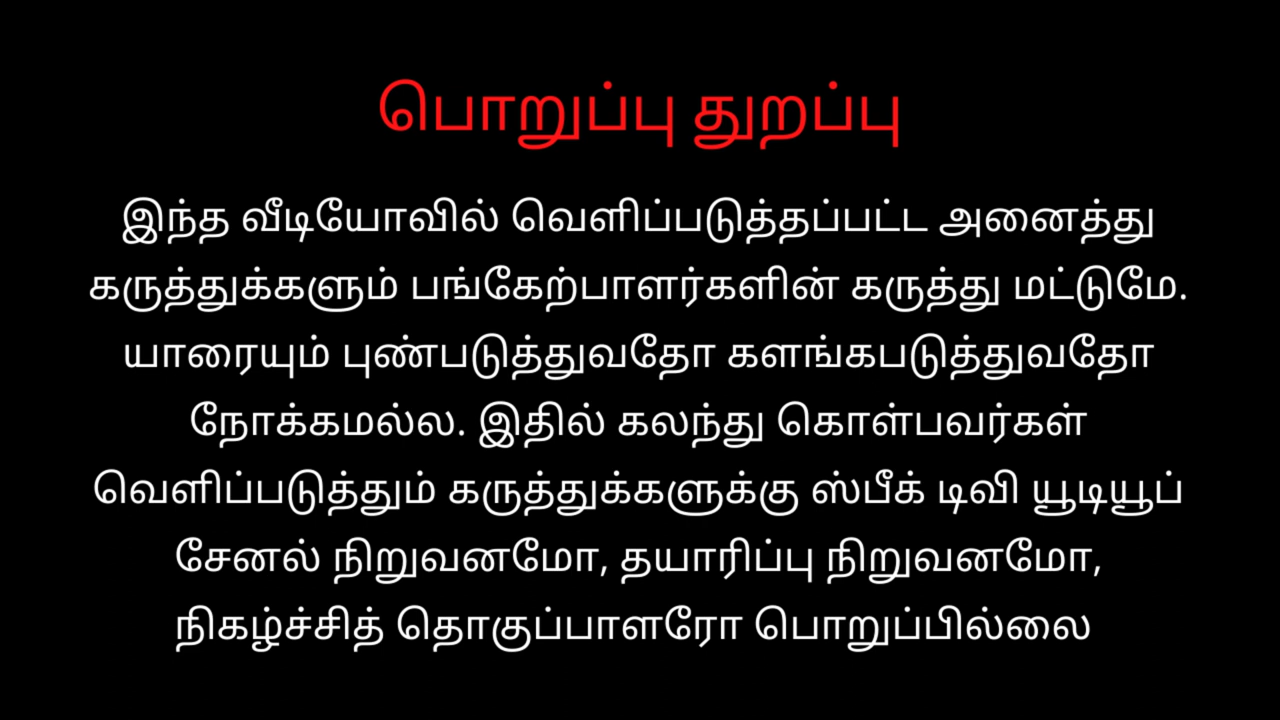 பொறுப்பு துறப்பு
இந்த வீடியோவில் வெளிப்படுத்தப்பட்ட அனைத்து
கருத்துக்களும் பங்கேற்பாளர்களின் கருத்து மட்டுமே.
யாரையும் புண்படுத்துவதோ களங்கபடுத்துவதோ
நோக்கமல்ல. இதில் கலந்து கொள்பவர்கள்
வெளிப்படுத்தும் கருத்துக்களுக்கு ஸ்பீக் டிவி யூடியூப்
சேனல் நிறுவனமோ, தயாரிப்பு நிறுவனமோ,
நிகழ்ச்சித் தொகுப்பாளரோ பொறுப்பில்லை